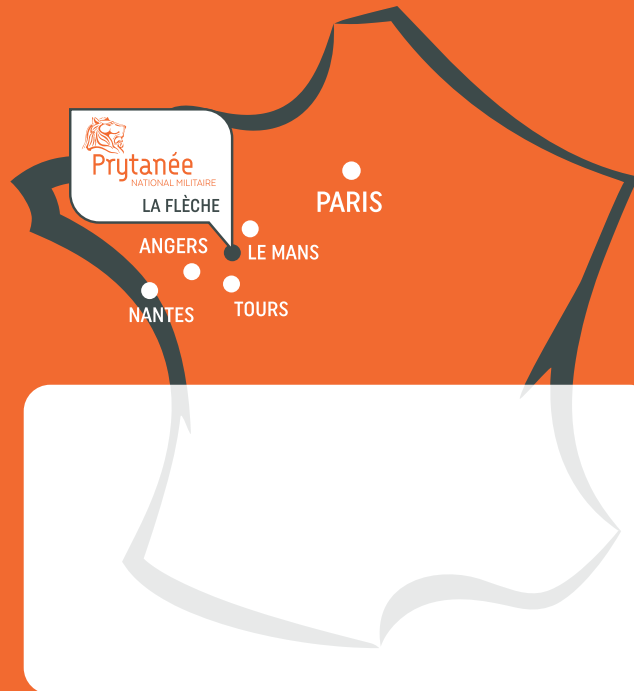 Prytanée
NATIONAL MILITAIRE
LA FLÈCHE
PARIS
ANGERS
LE MANS
NANTES
TOURS